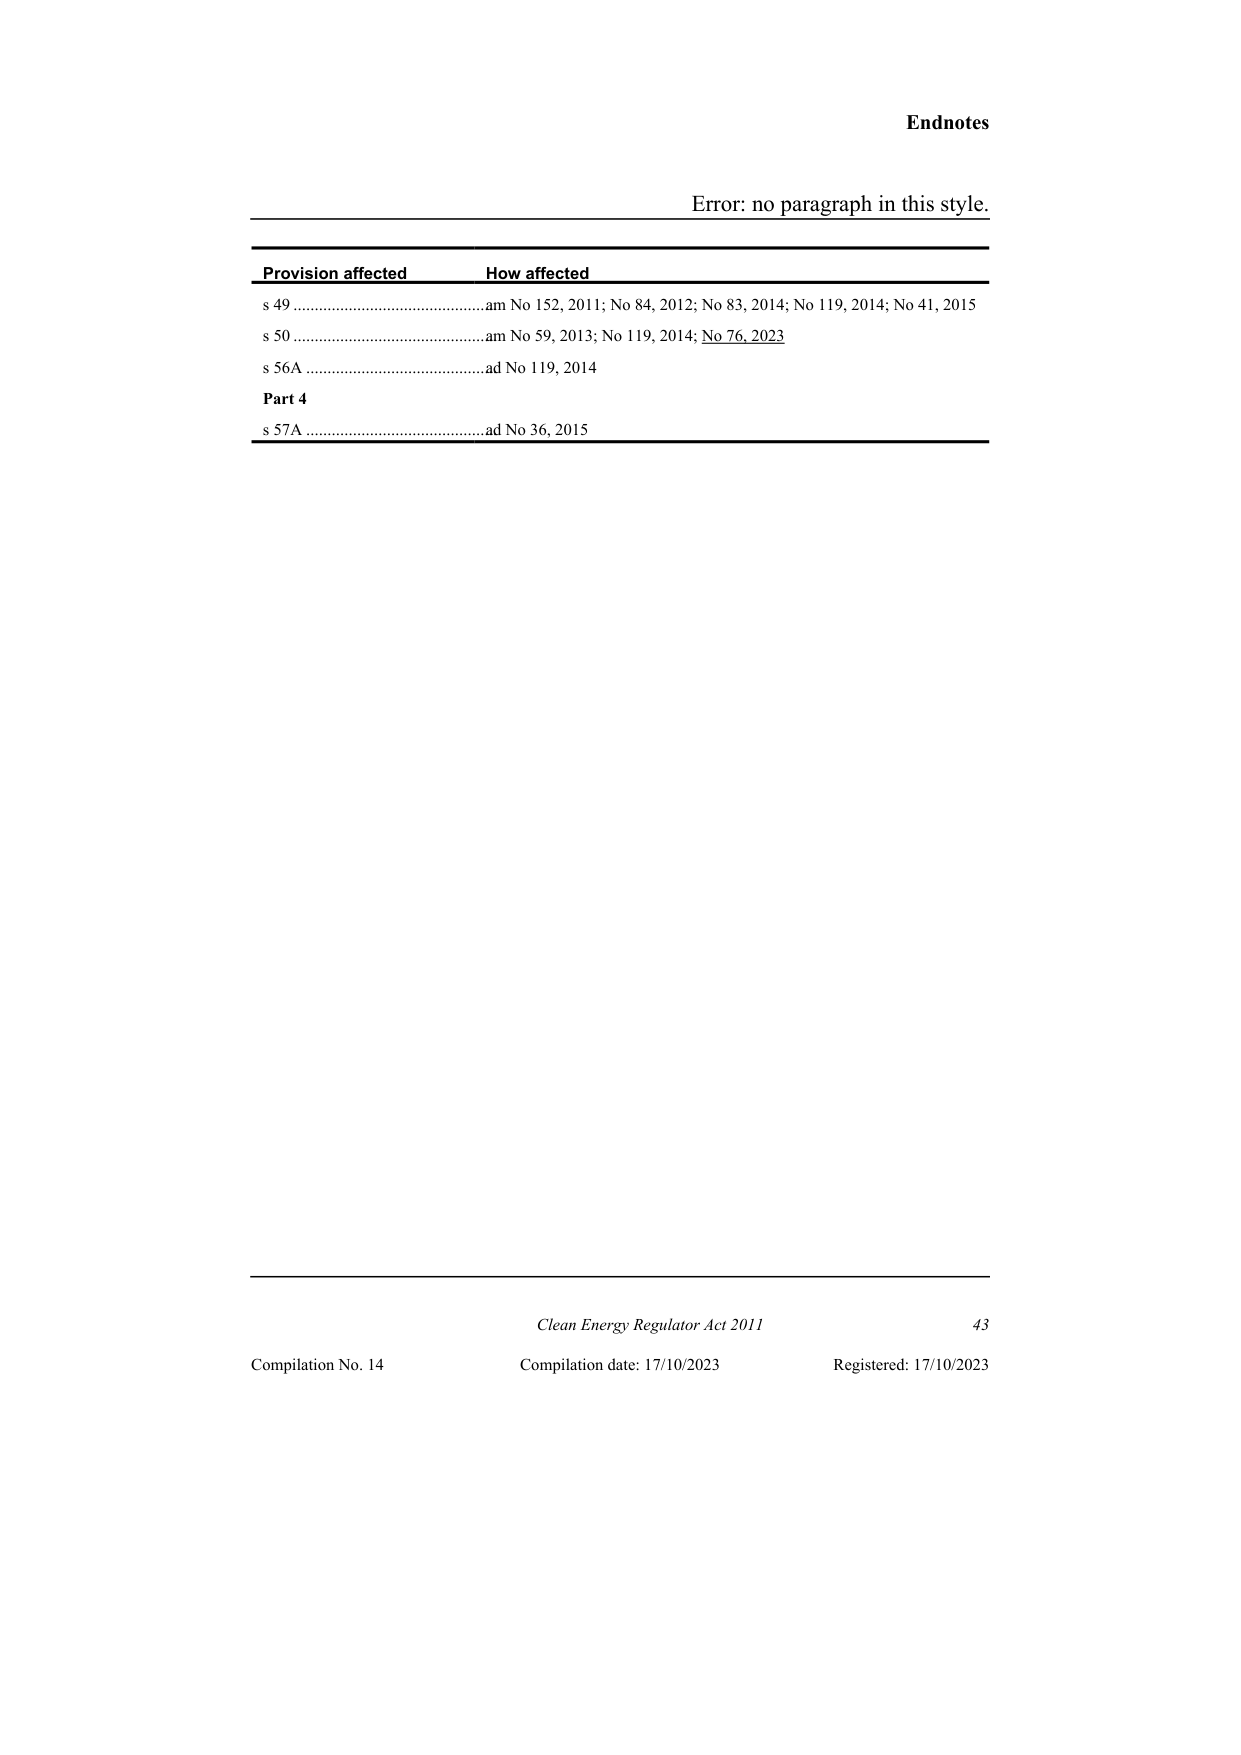 Endnotes
Error: no paragraph in this style.
Provision affected How affected
s 49 ............................................... am No 152, 2011; No 84, 2012; No 83, 2014; No 119, 2014; No 41, 2015
s 50 ............................................... am No 59, 2013; No 119, 2014; No 76, 2023
s 56A ............................................ ad No 119, 2014
Part 4
s 57A ............................................ ad No 36, 2015
Clean Energy Regulator Act 2011 43
Compilation No. 14 Compilation date: 17/10/2023 Registered: 17/10/2023